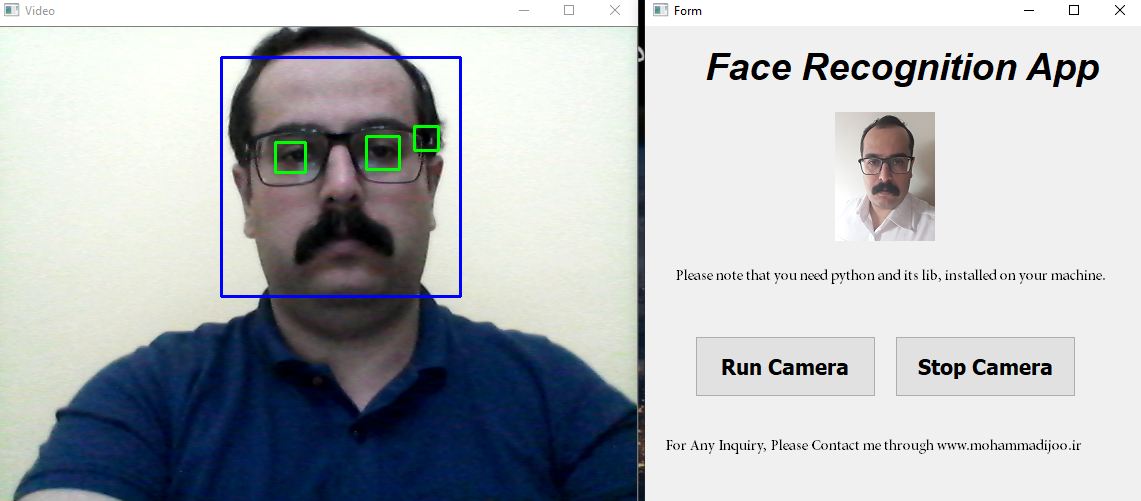 Video
Form
Face Recognition App
Please note that you need python and its lib, installed on your machine.
Run Camera
Stop Camera
For Any Inquiry, Please Contact me through www.mohammadijoo.ir